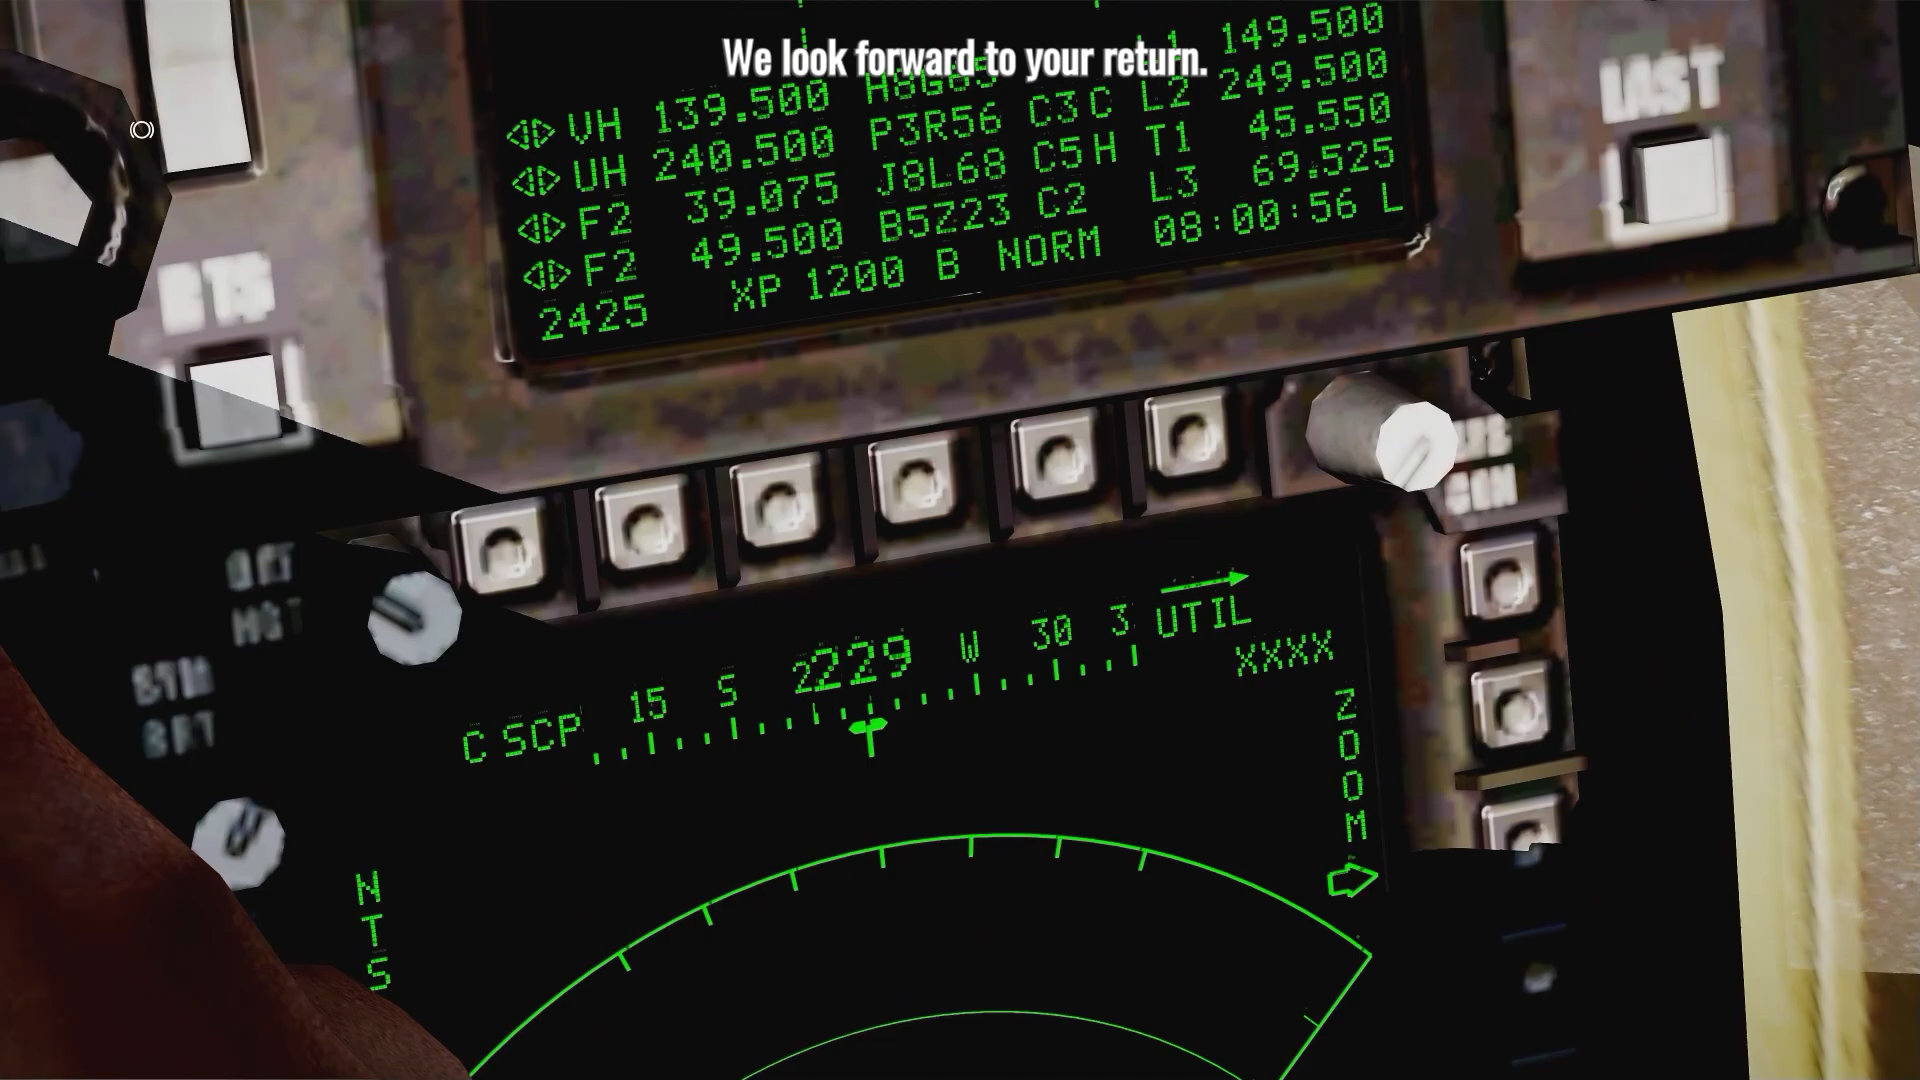 We look forward to your return.
L1 149.500
VH 139.500 H8G65 L2 249.500
UH 240.500 P3R56 C3C T1 45.550
F2 39.075 J8L68 C5H L3 69.525
F2 49.500 B5Z23 C2
2425 XP 1200 B NORM 08:00:56 L
LAST
UTIL
XXXX
C SCP 15 S 229 W 30 3
ZOOM
NTS